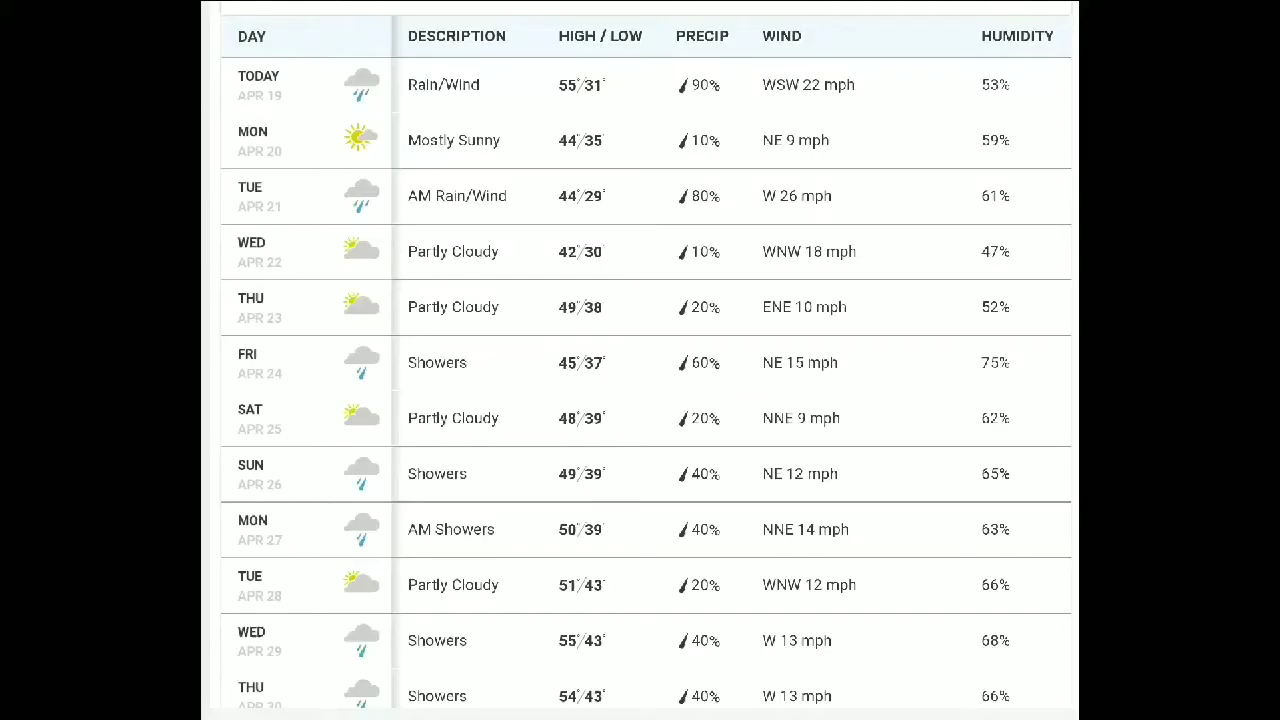 DAY DESCRIPTION HIGH / LOW PRECIP WIND HUMIDITY
TODAY
APR 19
Rain/Wind 55°/31° 90% WSW 22 mph 53%
MON
APR 20
Mostly Sunny 44°/35° 10% NE 9 mph 59%
TUE
APR 21
AM Rain/Wind 44°/29° 80% W 26 mph 61%
WED
APR 22
Partly Cloudy 42°/30° 10% WNW 18 mph 47%
THU
APR 23
Partly Cloudy 49°/38° 20% ENE 10 mph 52%
FRI
APR 24
Showers 45°/37° 60% NE 15 mph 75%
SAT
APR 25
Partly Cloudy 48°/39° 20% NNE 9 mph 62%
SUN
APR 26
Showers 49°/39° 40% NE 12 mph 65%
MON
APR 27
AM Showers 50°/39° 40% NNE 14 mph 63%
TUE
APR 28
Partly Cloudy 51°/43° 20% WNW 12 mph 66%
WED
APR 29
Showers 55°/43° 40% W 13 mph 68%
THU
APR 30
Showers 54°/43° 40% W 13 mph 66%